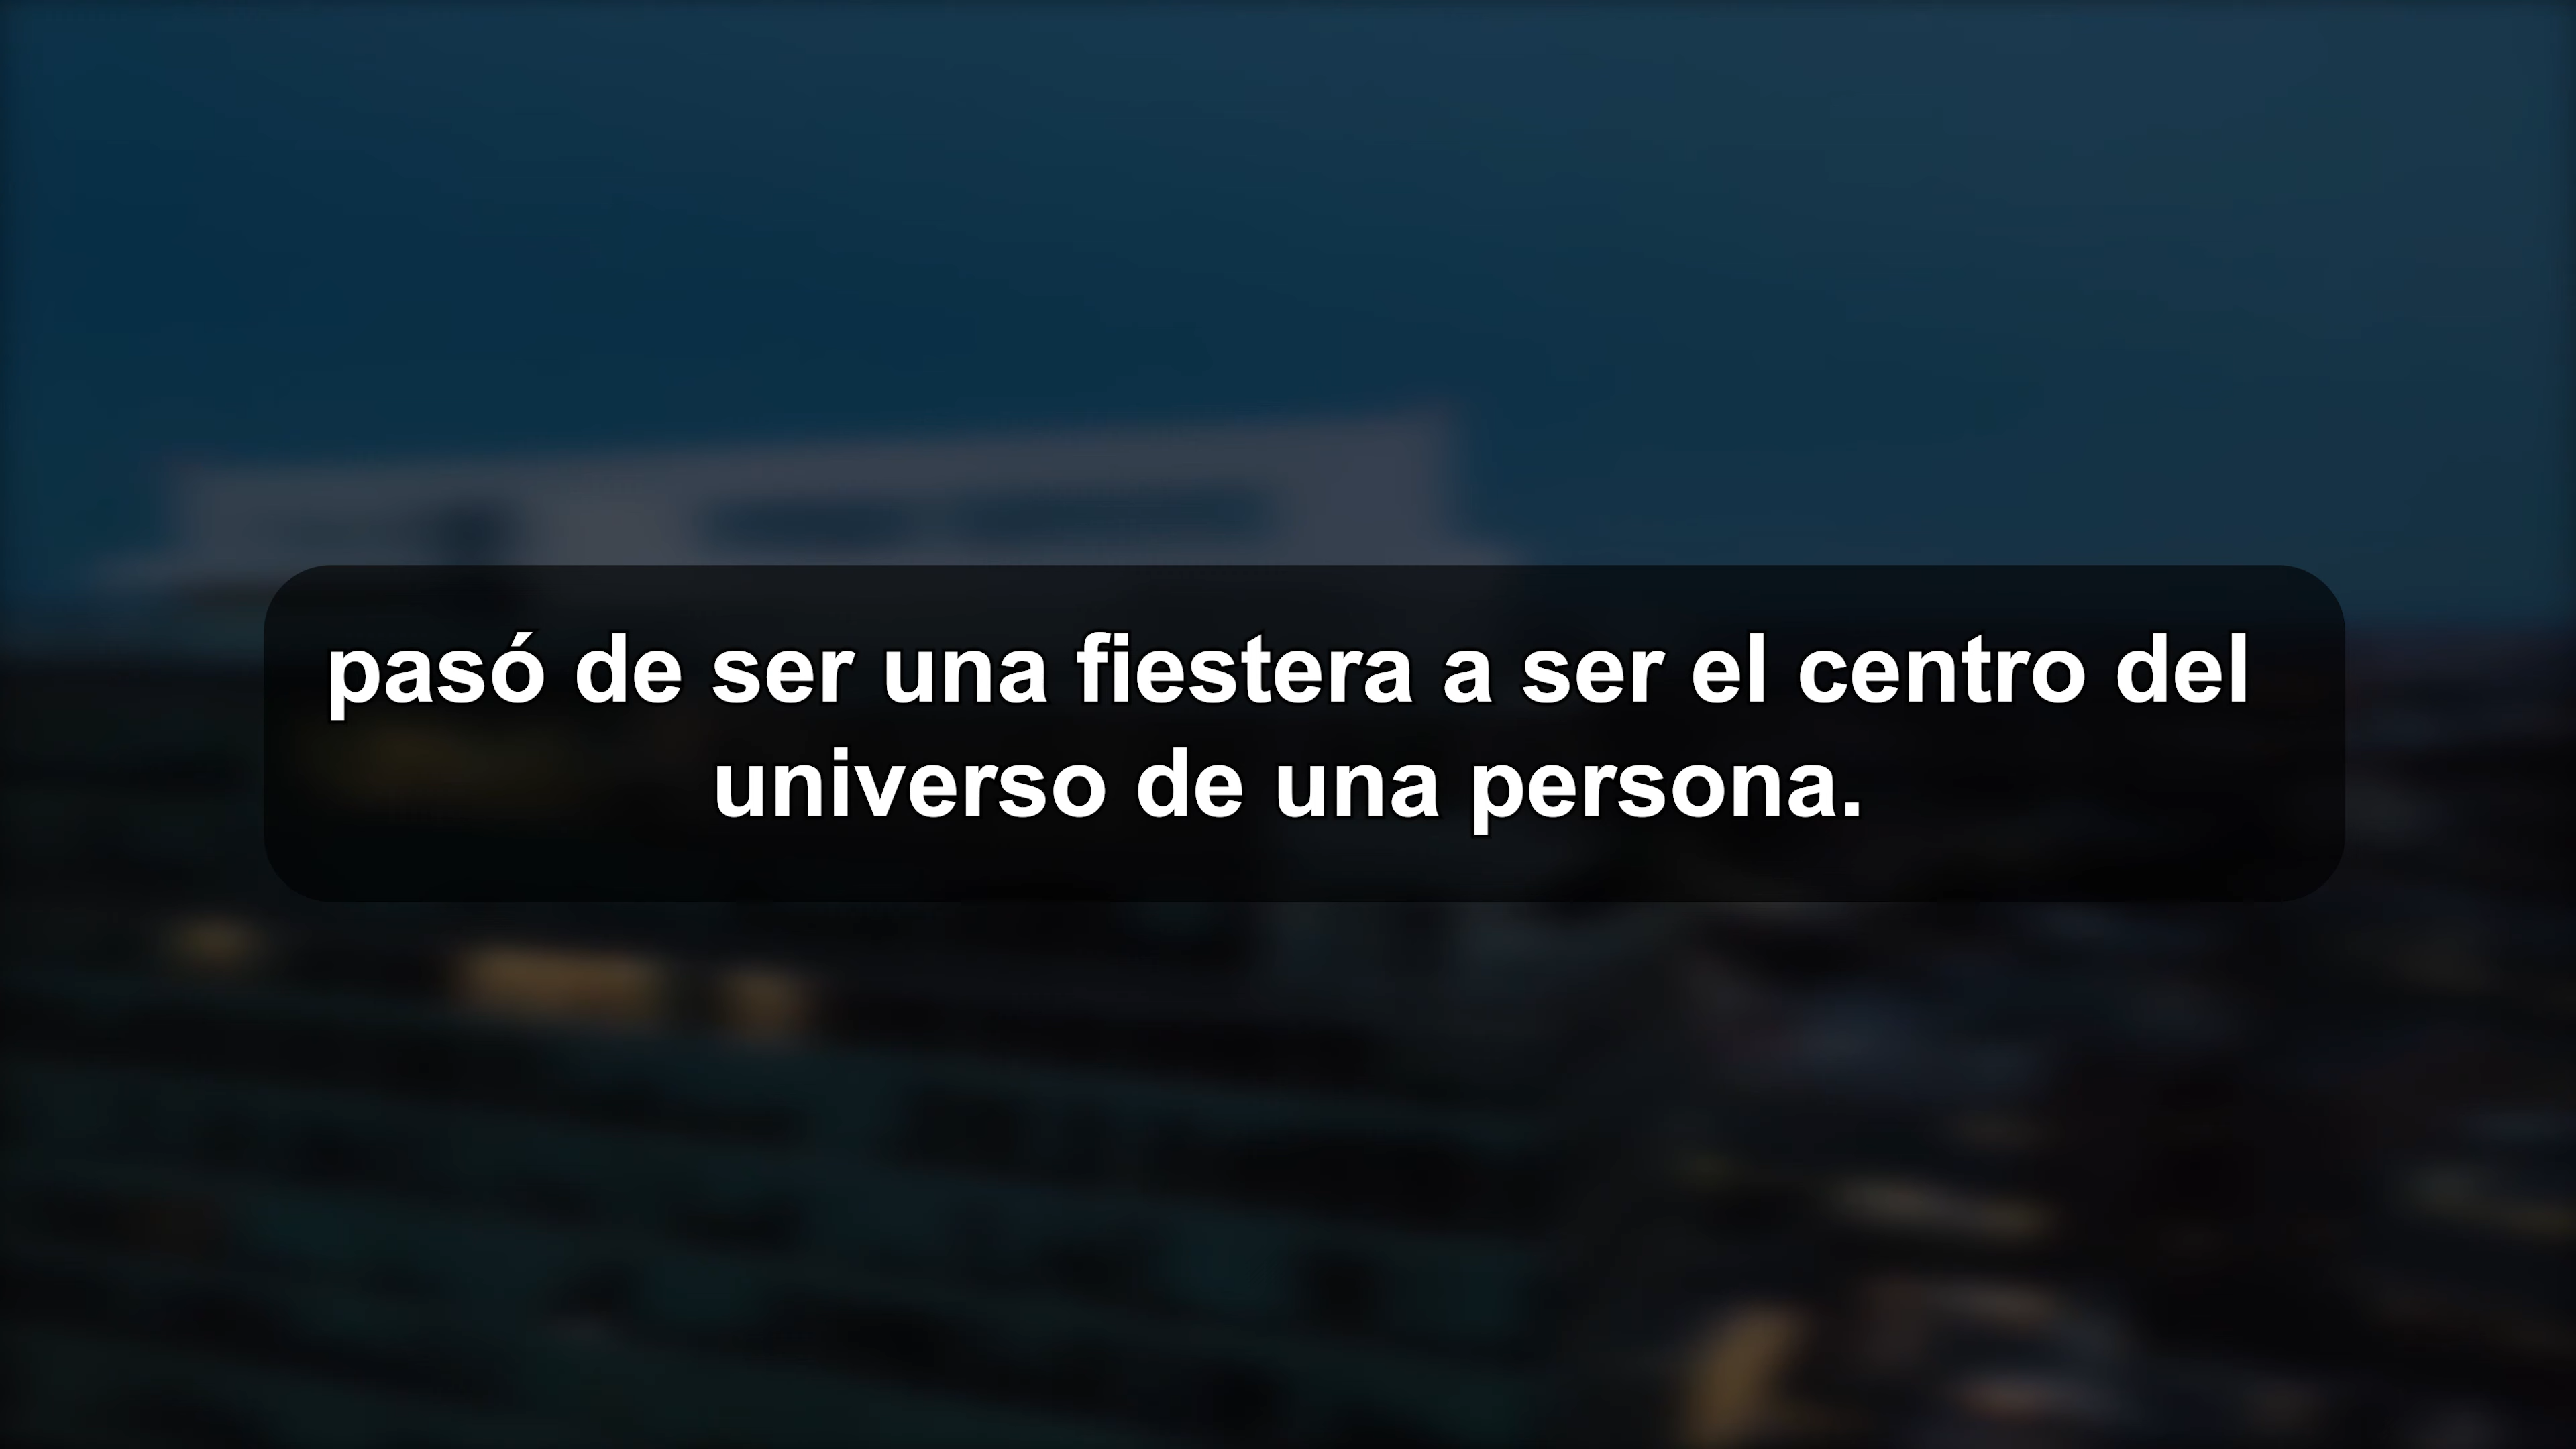 pasó de ser una fiestera a ser el centro del
universo de una persona.